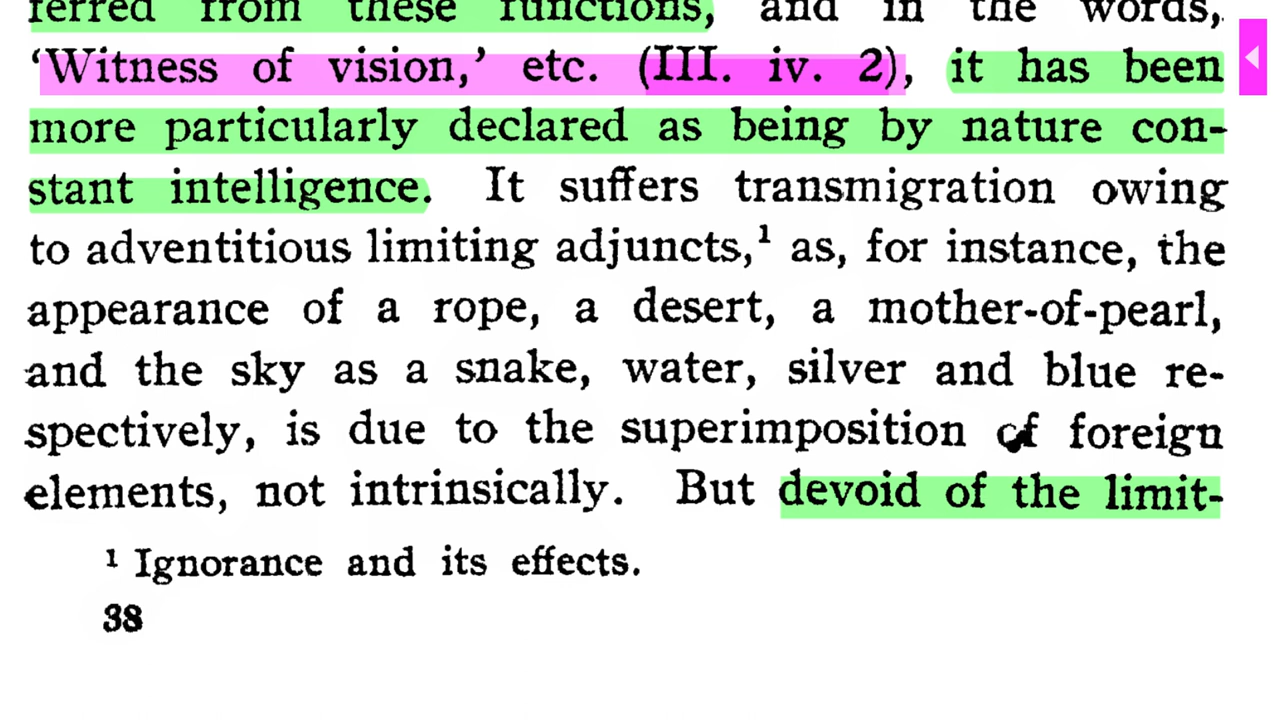 ferred from these functions, and in the words,
‘Witness of vision,’ etc. (III. iv. 2), it has been
more particularly declared as being by nature con-
stant intelligence. It suffers transmigration owing
to adventitious limiting adjuncts,¹ as, for instance, the
appearance of a rope, a desert, a mother-of-pearl,
and the sky as a snake, water, silver and blue re-
spectively, is due to the superimposition of foreign
elements, not intrinsically. But devoid of the limit-
¹ Ignorance and its effects.
38